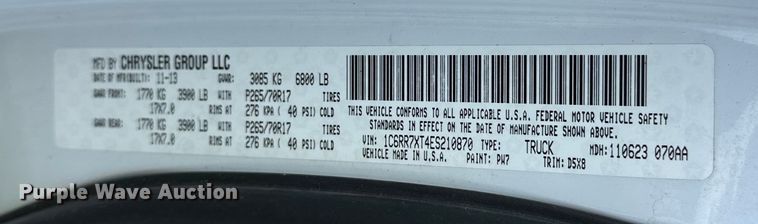 MFD BY CHRYSLER GROUP LLC
DATE OF MFR(BUILT): 11-13 GVWR: 3085 KG 6800 LB
GAWR FRONT: 1770 KG 3900 LB P265/70R17 TIRES
17X7.0 RIMS AT 276 KPA ( 40 PSI) COLD
GAWR REAR: 1770 KG 3900 LB P265/70R17 TIRES
17X7.0 RIMS AT 276 KPA ( 40 PSI) COLD
THIS VEHICLE CONFORMS TO ALL APPLICABLE U.S.A. FEDERAL MOTOR VEHICLE SAFETY
STANDARDS IN EFFECT ON THE DATE OF MANUFACTURE SHOWN ABOVE.
VIN: 1C6RR7XT4ES210870 TYPE: TRUCK MDH: 110623 070AA
VEHICLE MADE IN U.S.A. PAINT: PW7 TRIM: D5X8
Purple Wave Auction
Purple Wave Auction